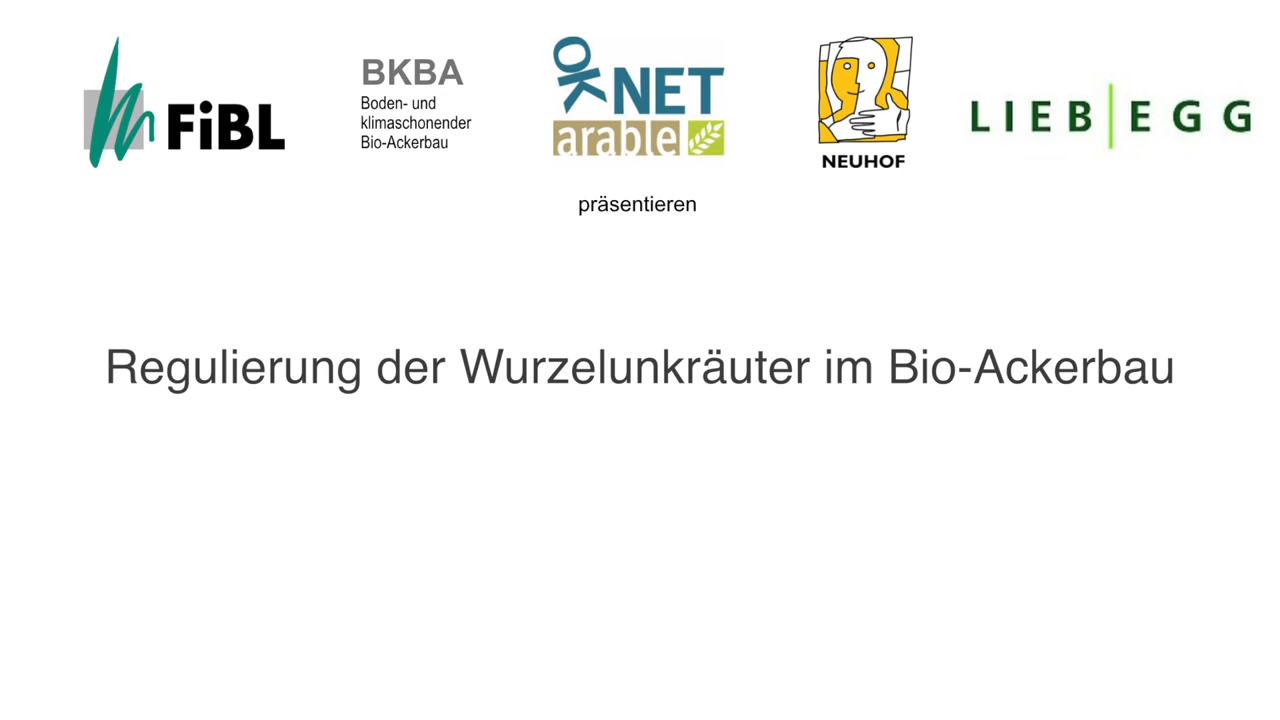 FiBL
BKBA
Boden- und
klimaschonender
Bio-Ackerbau
OK NET
arable
NEUHOF
LIEB|EGG
präsentieren
Regulierung der Wurzelunkräuter im Bio-Ackerbau